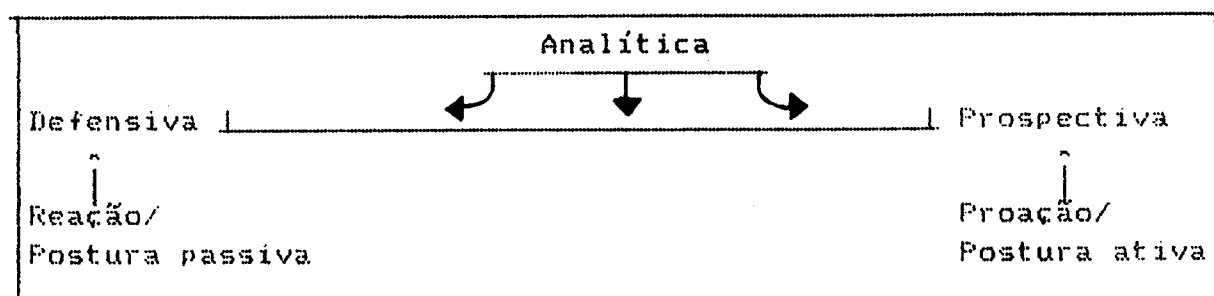 Analítica
Defensiva Prospectiva
Reação/ Proação/
Postura passiva Postura ativa